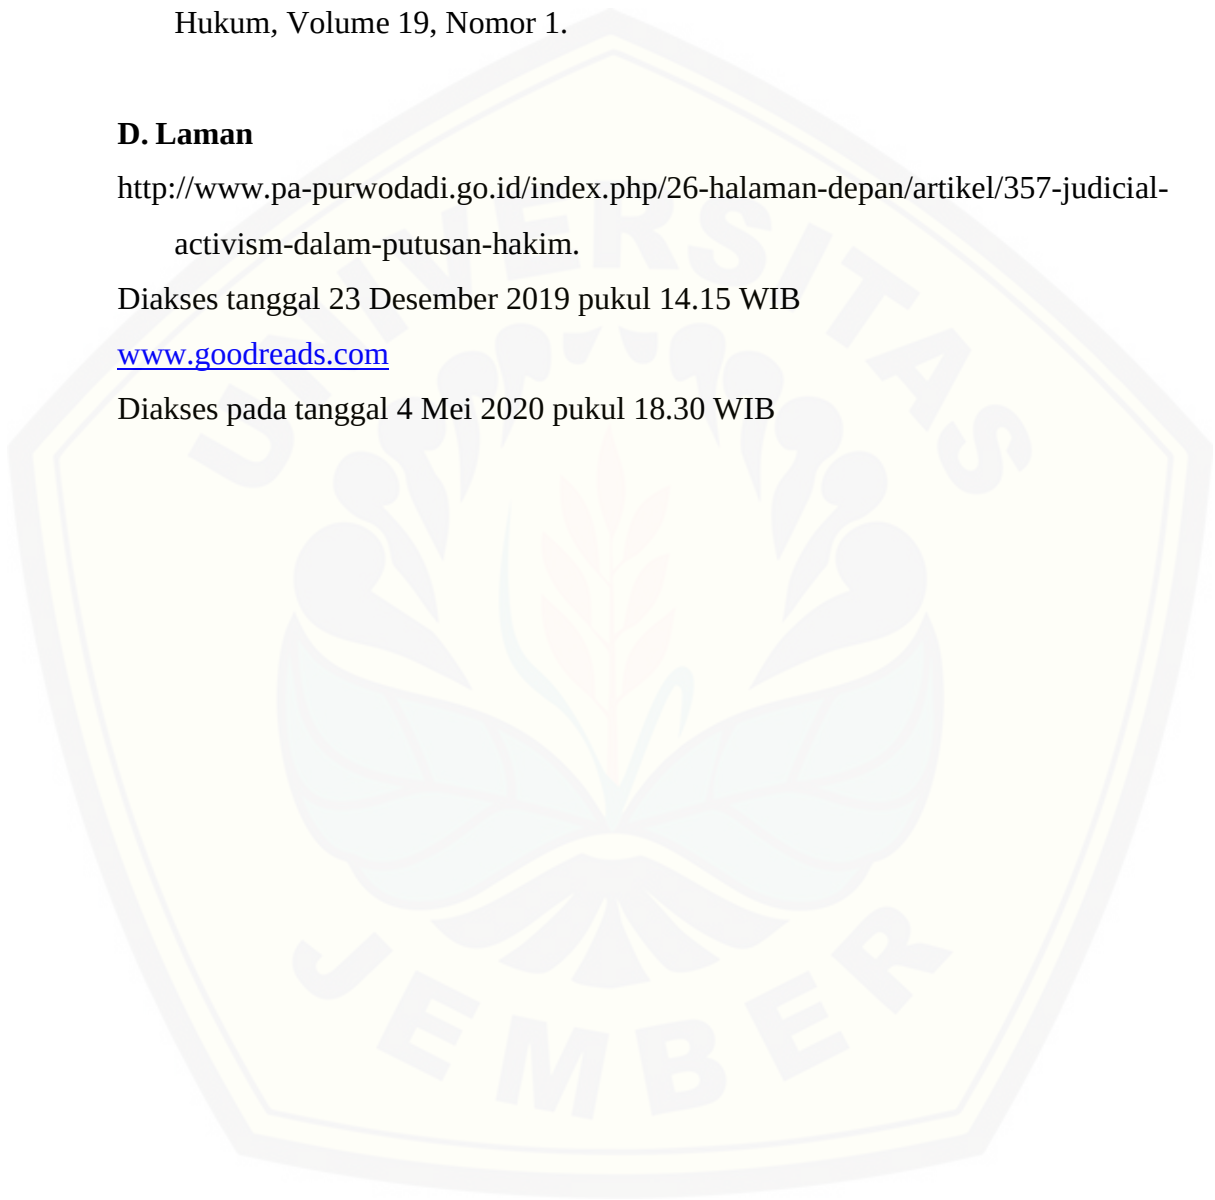 Hukum, Volume 19, Nomor 1.
D. Laman
http://www.pa-purwodadi.go.id/index.php/26-halaman-depan/artikel/357-judicial-
activism-dalam-putusan-hakim.
Diakses tanggal 23 Desember 2019 pukul 14.15 WIB
www.goodreads.com
Diakses pada tanggal 4 Mei 2020 pukul 18.30 WIB
UNIVERSITAS
JEMBER